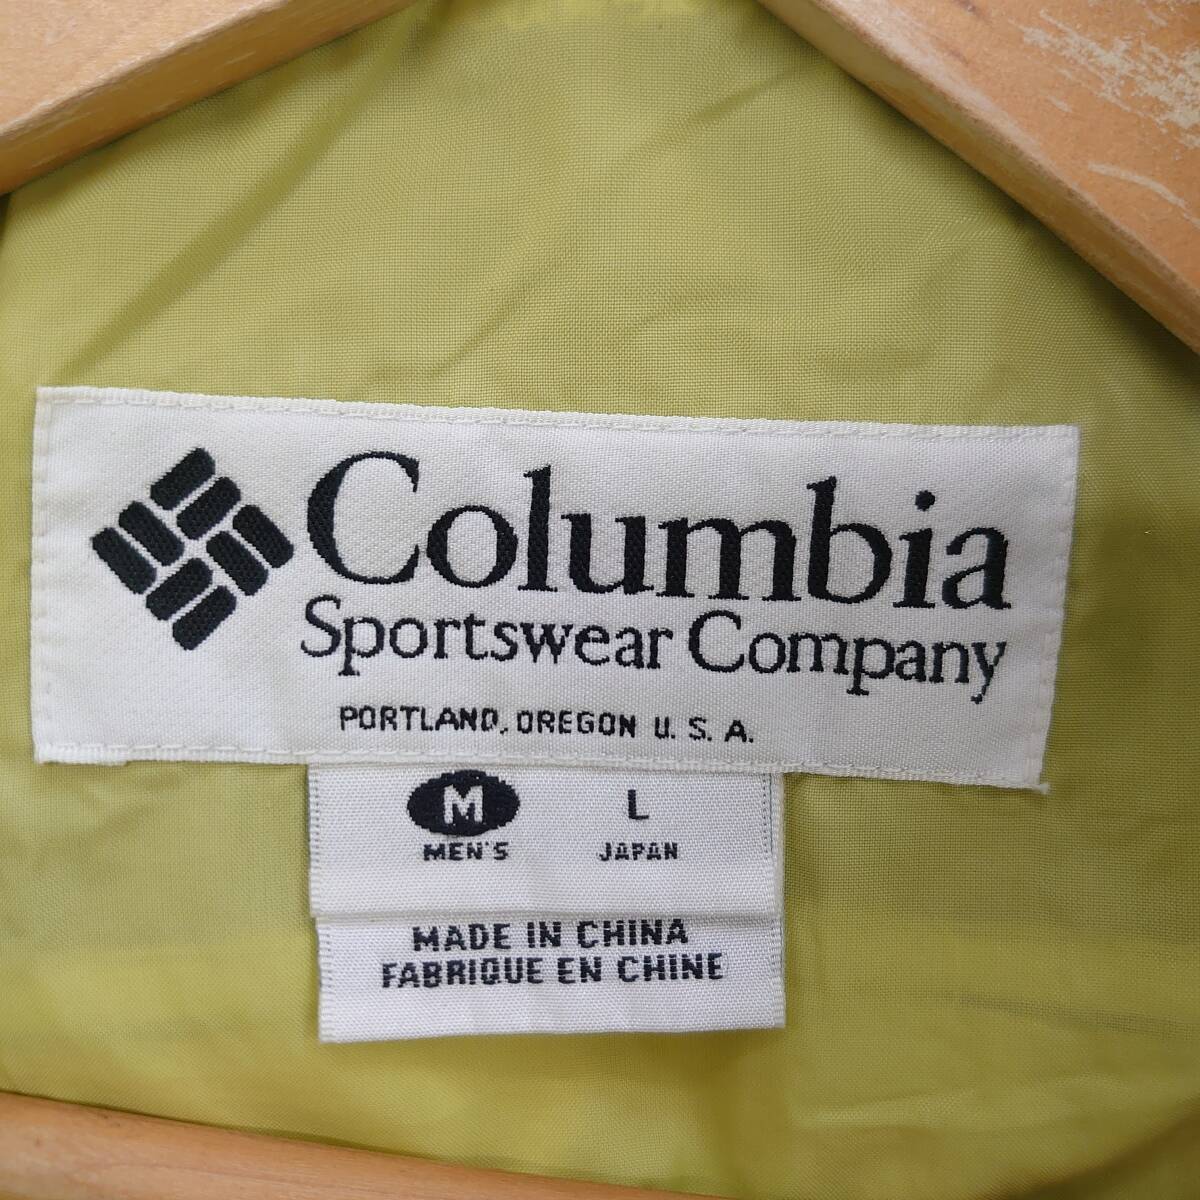 Columbia
Sportswear Company
PORTLAND, OREGON U.S.A.
M L
MEN'S JAPAN
MADE IN CHINA
FABRIQUE EN CHINE